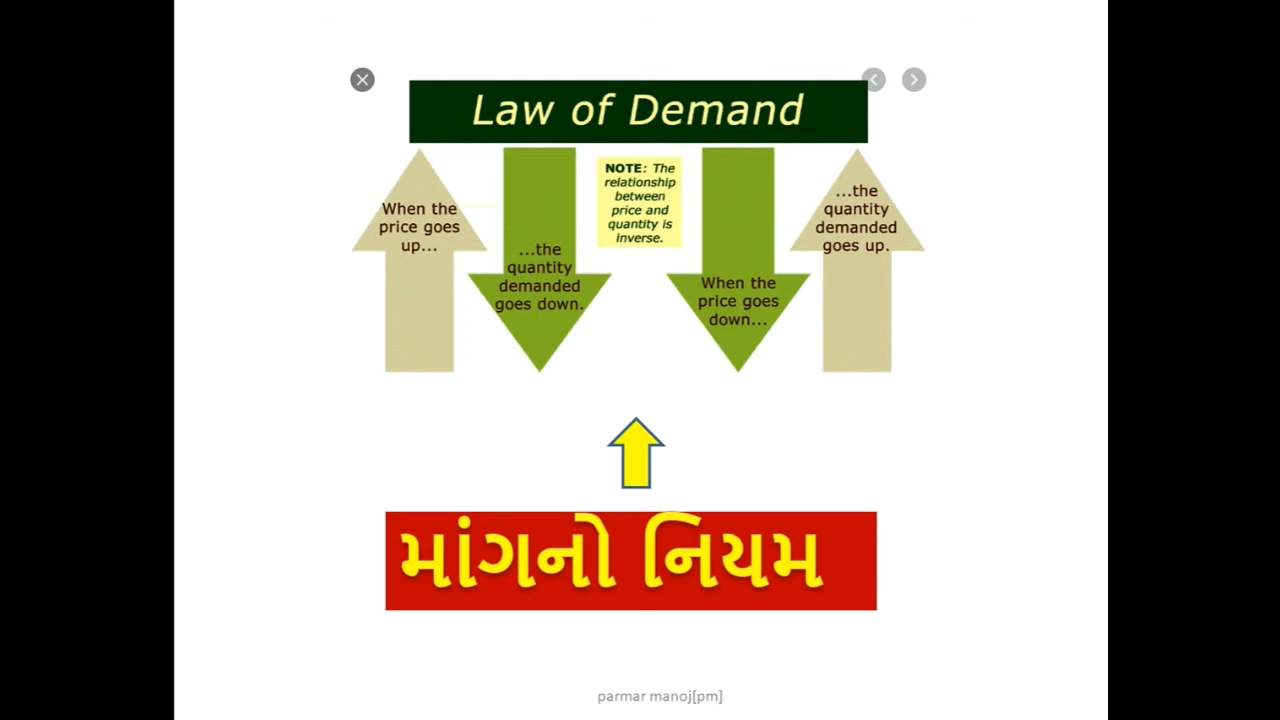 Law of Demand
When the
price goes
up...
...the
quantity
demanded
goes down.
NOTE: The
relationship
between
price and
quantity is
inverse.
When the
price goes
down...
...the
quantity
demanded
goes up.
માંગનો નિયમ
parmar manoj[pm]